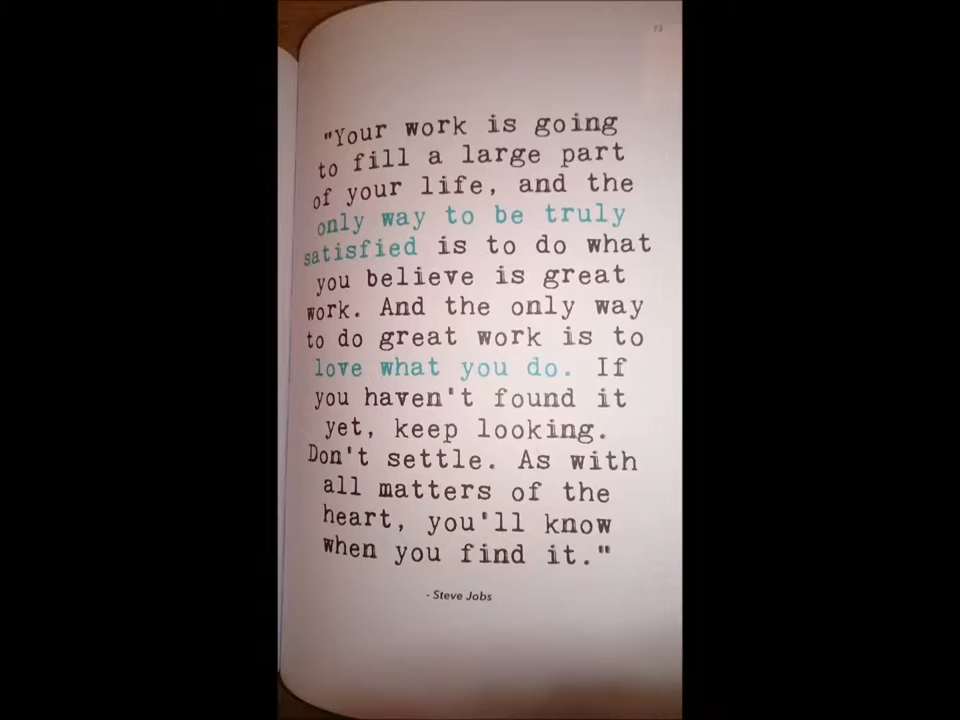 73
"Your work is going
to fill a large part
of your life, and the
only way to be truly
satisfied is to do what
you believe is great
work. And the only way
to do great work is to
love what you do. If
you haven't found it
yet, keep looking.
Don't settle. As with
all matters of the
heart, you'll know
when you find it."
- Steve Jobs